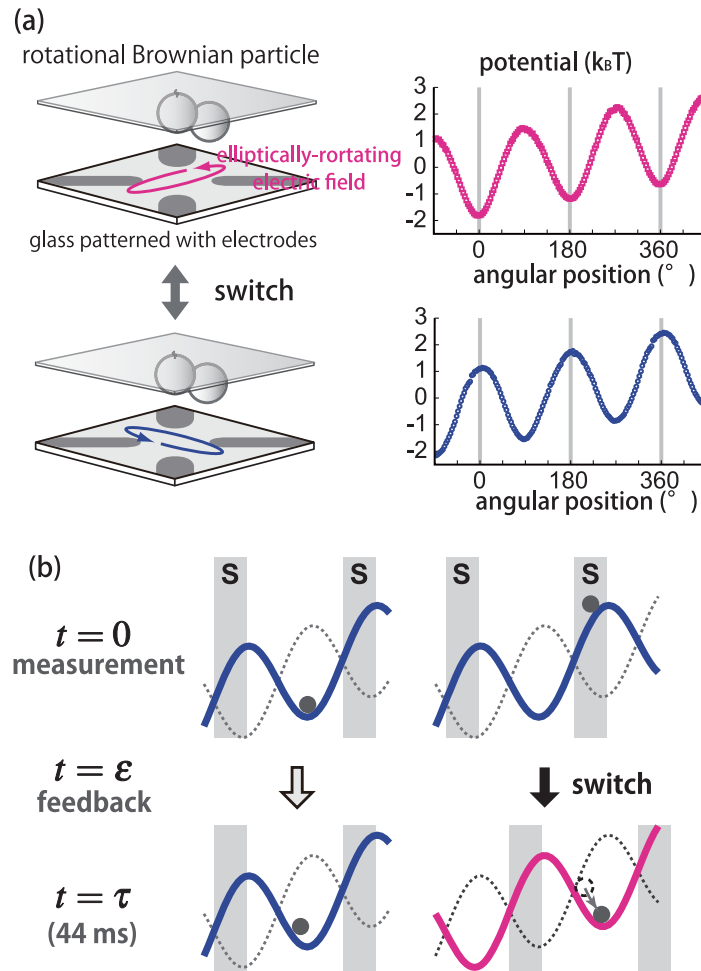 (a)
rotational Brownian particle
elliptically-rortating
electric field
glass patterned with electrodes
switch
potential (kBT)
3
2
1
0
-1
-2
0 180 360
angular position (°)
3
2
1
0
-1
-2
0 180 360
angular position (°)
(b)
S S S S
t = 0
measurement
t = ε
feedback
switch
t = τ
(44 ms)